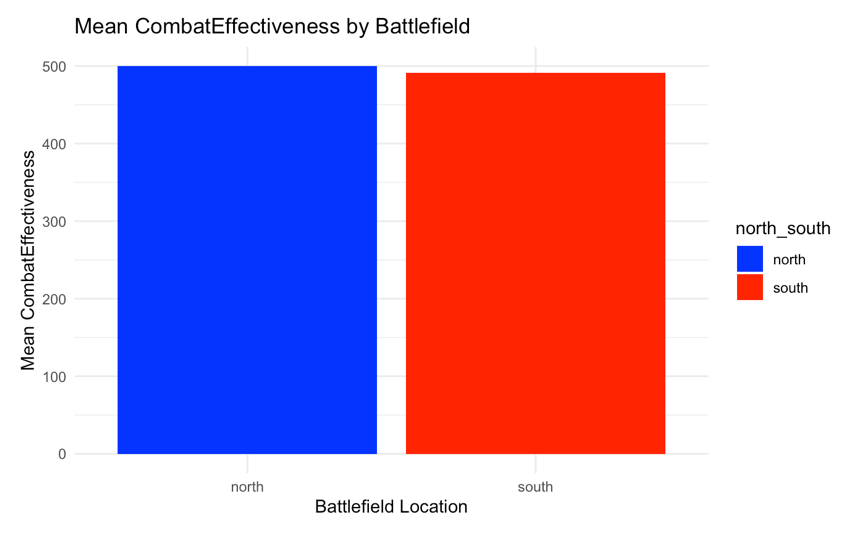 Mean CombatEffectiveness by Battlefield
Mean CombatEffectiveness
500
400
300
200
100
0
north
south
Battlefield Location
north_south
north
south